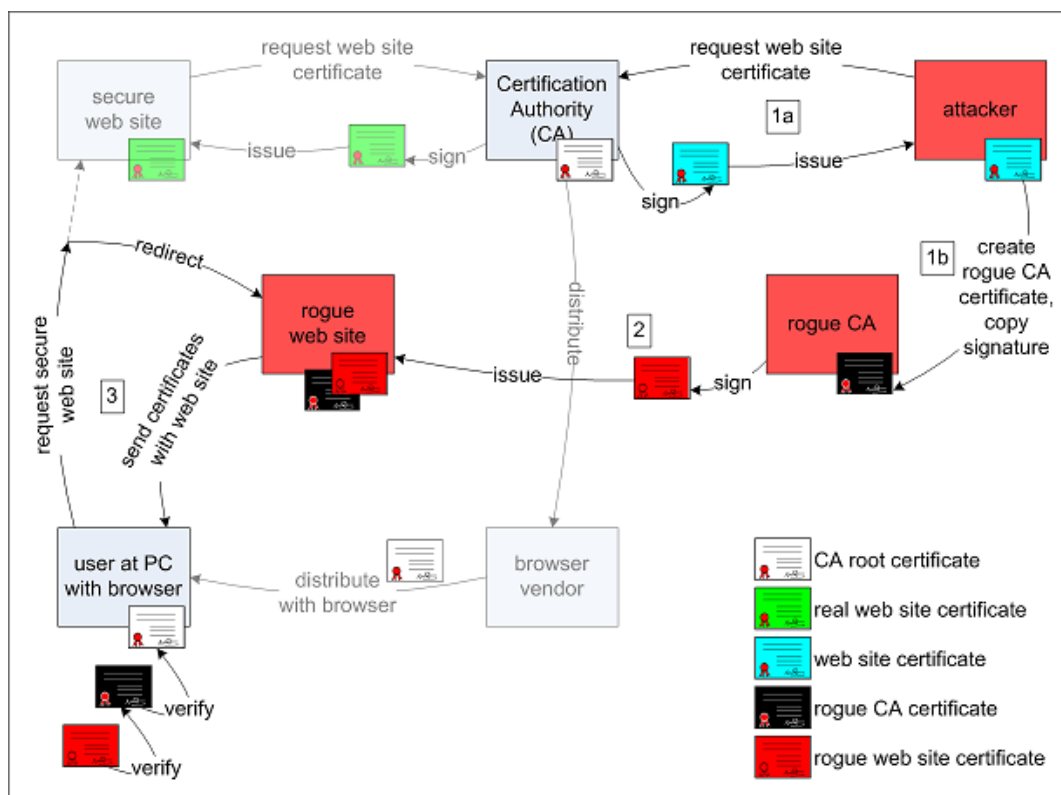 request web site
certificate
request web site
certificate
secure
web site
Certification
Authority
(CA)
attacker
1a
issue
sign
issue
sign
redirect
1b
create
rogue CA
certificate,
copy
signature
rogue
web site
distribute
2
rogue CA
issue
sign
request secure
web site
3
send certificates
with web site
user at PC
with browser
distribute
with browser
browser
vendor
verify
verify
CA root certificate
real web site certificate
web site certificate
rogue CA certificate
rogue web site certificate